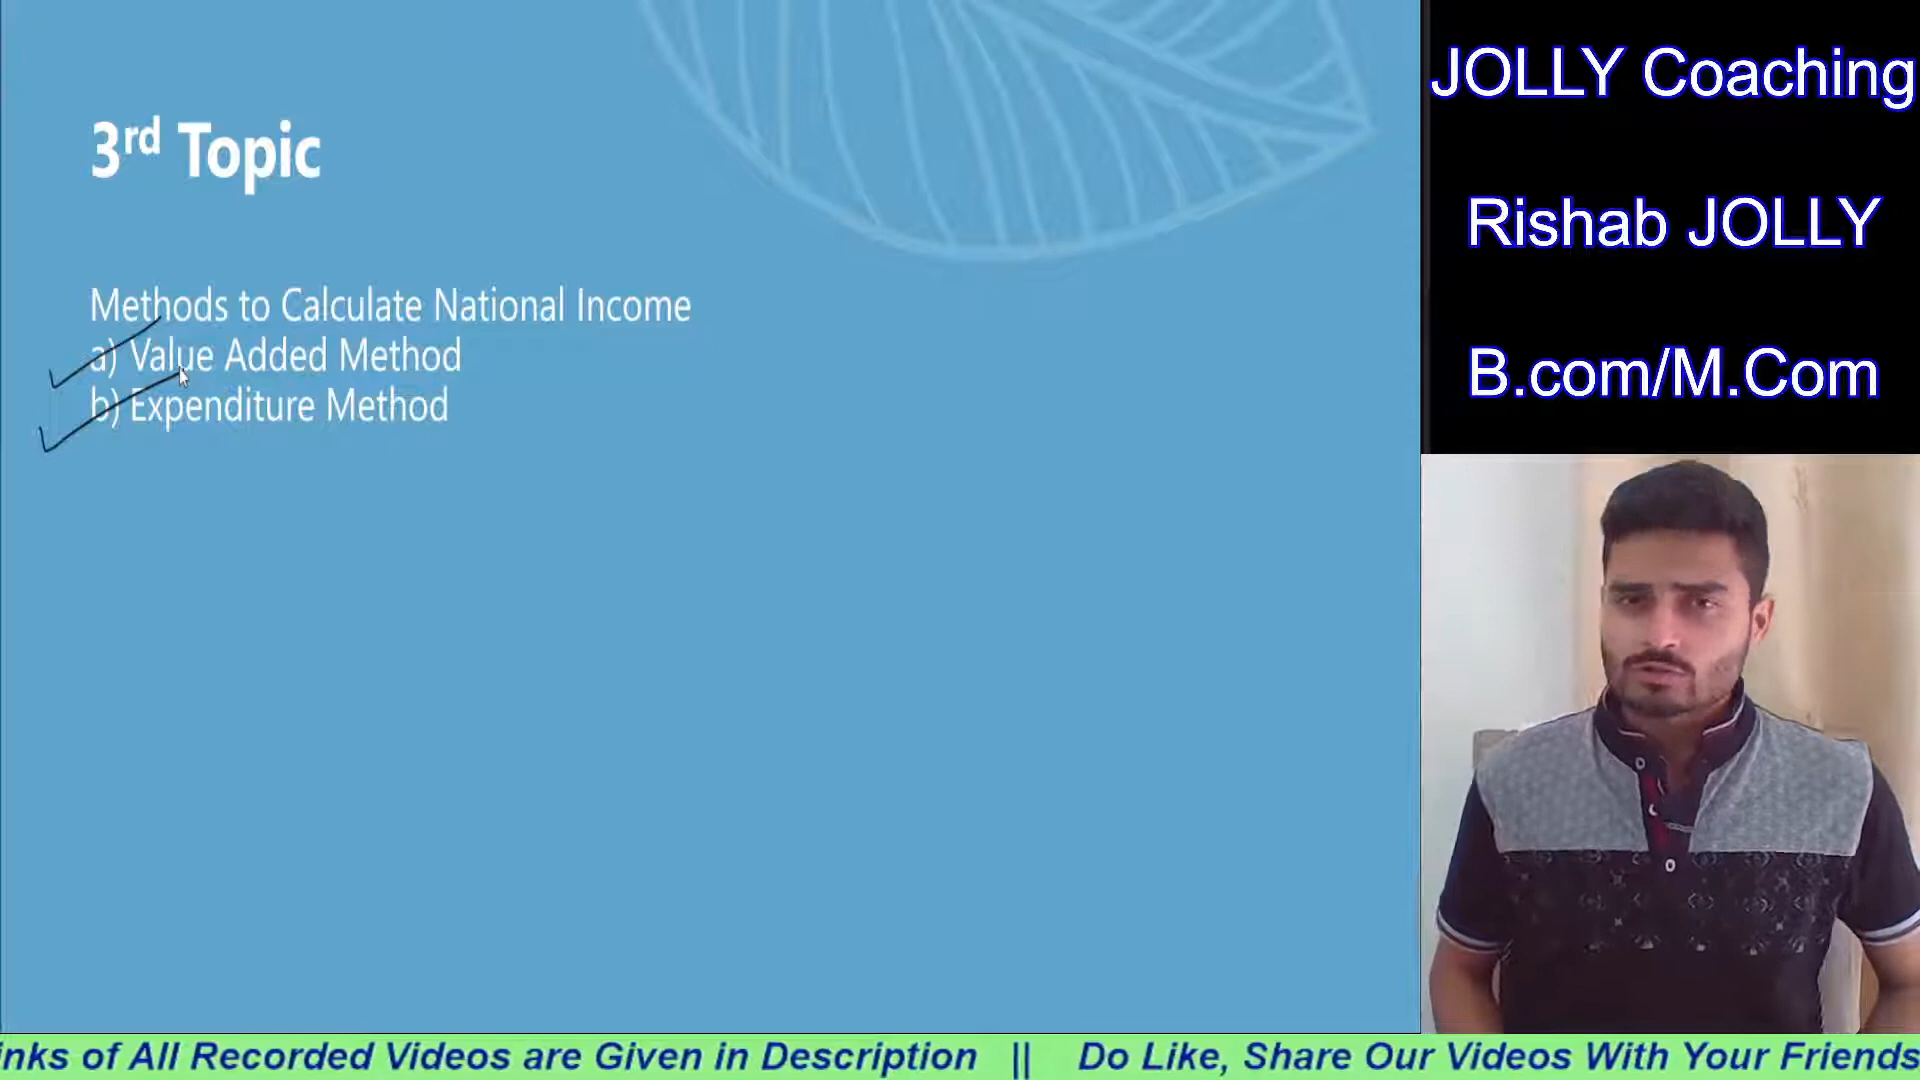 3rd Topic
Methods to Calculate National Income
a) Value Added Method
b) Expenditure Method
JOLLY Coaching
Rishab JOLLY
B.com/M.Com
inks of All Recorded Videos are Given in Description || Do Like, Share Our Videos With Your Friends